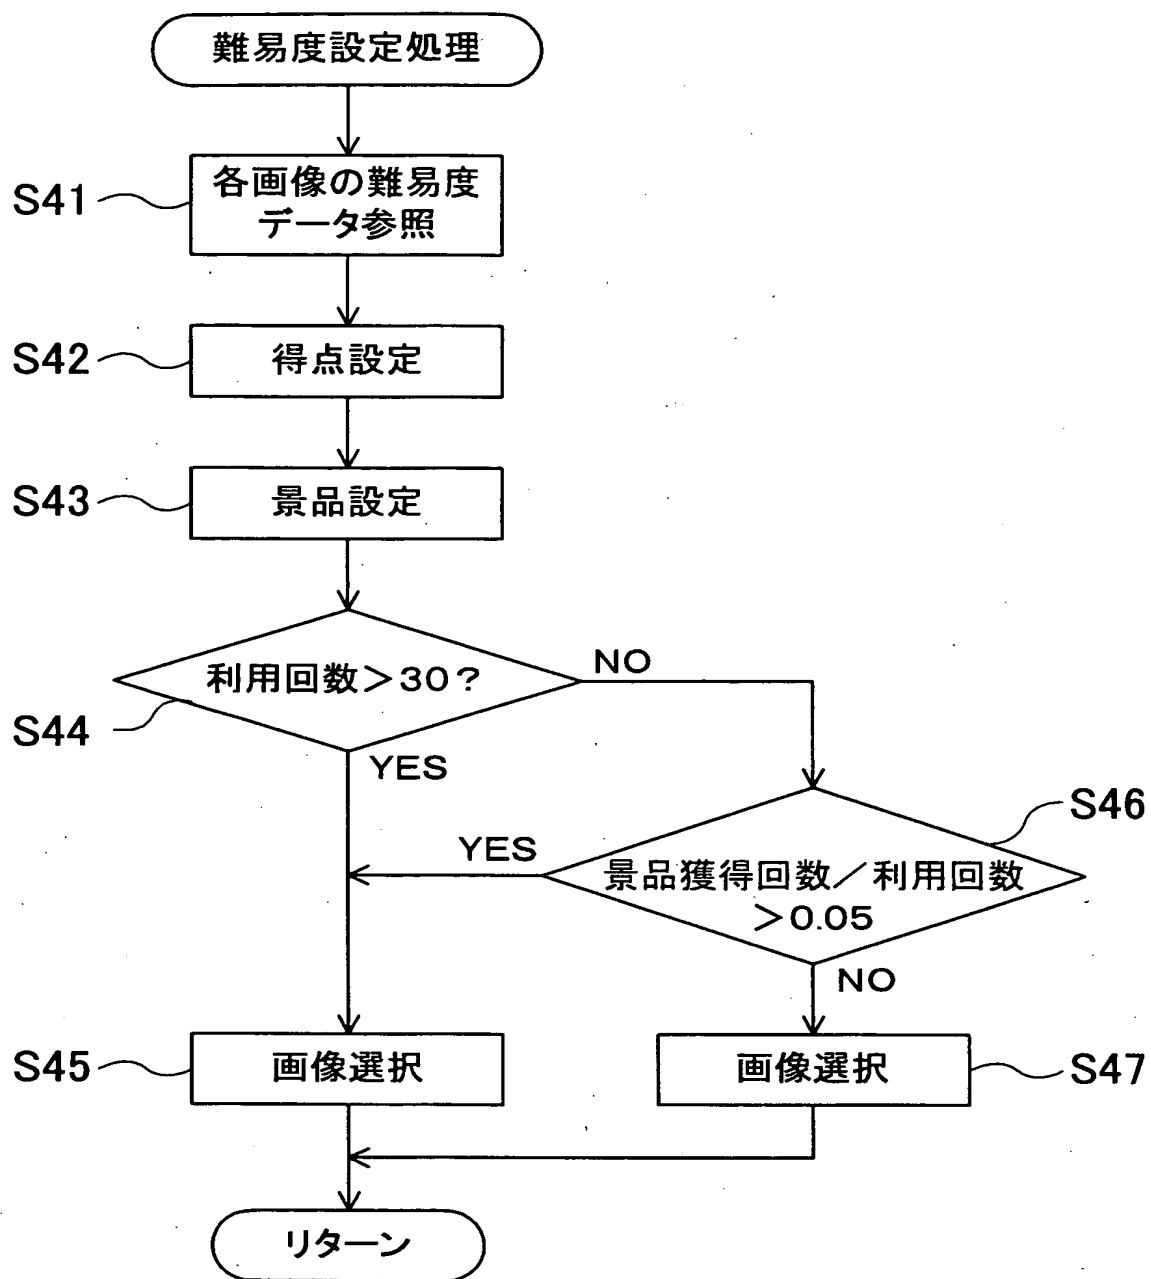 難易度設定処理
S41
各画像の難易度
データ参照
S42
得点設定
S43
景品設定
利用回数＞30?
NO
S44
YES
S46
YES
景品獲得回数／利用回数
＞0.05
NO
S45
画像選択
画像選択
S47
リターン